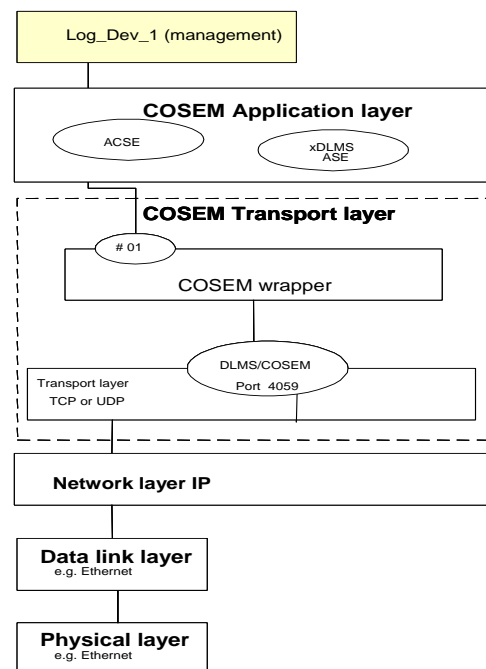 Log_Dev_1 (management)
COSEM Application layer
ACSE
xDLMS
ASE
COSEM Transport layer
# 01
COSEM wrapper
DLMS/COSEM
Port 4059
Transport layer
TCP or UDP
Network layer IP
Data link layer
e.g. Ethernet
Physical layer
e.g. Ethernet